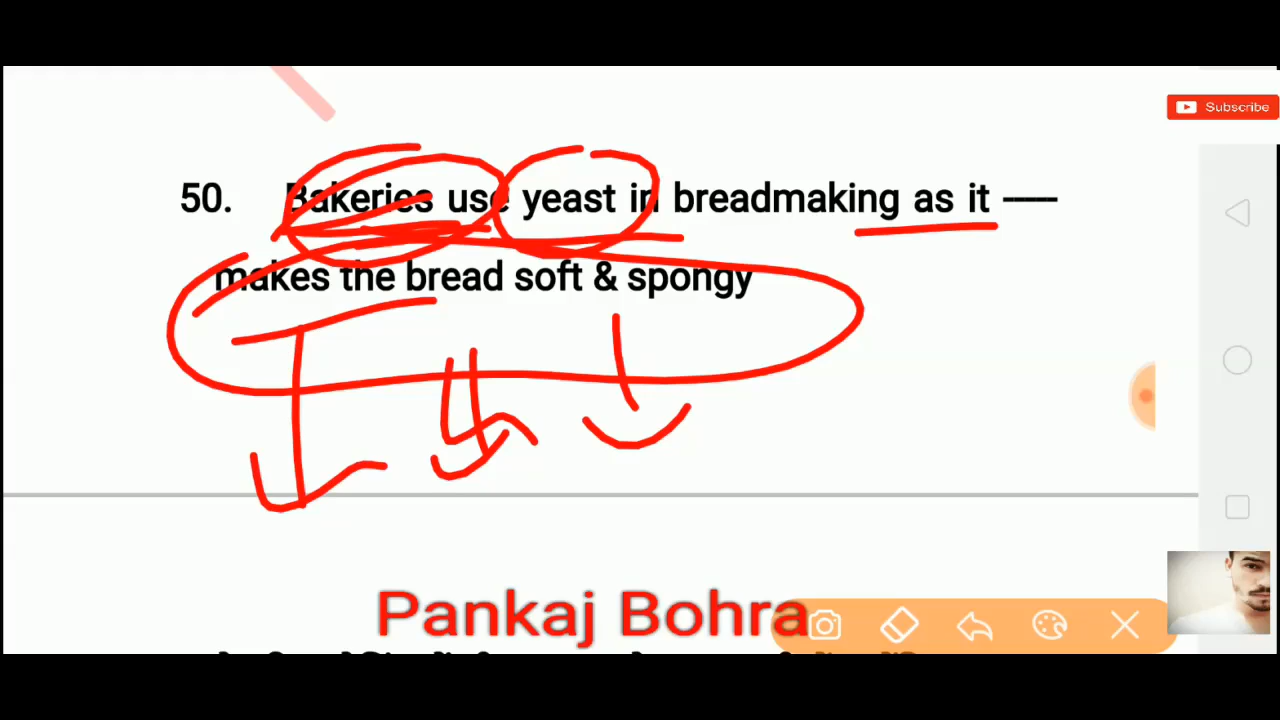 Subscribe
50. Bakeries use yeast in breadmaking as it -----
makes the bread soft & spongy
Pankaj Bohra